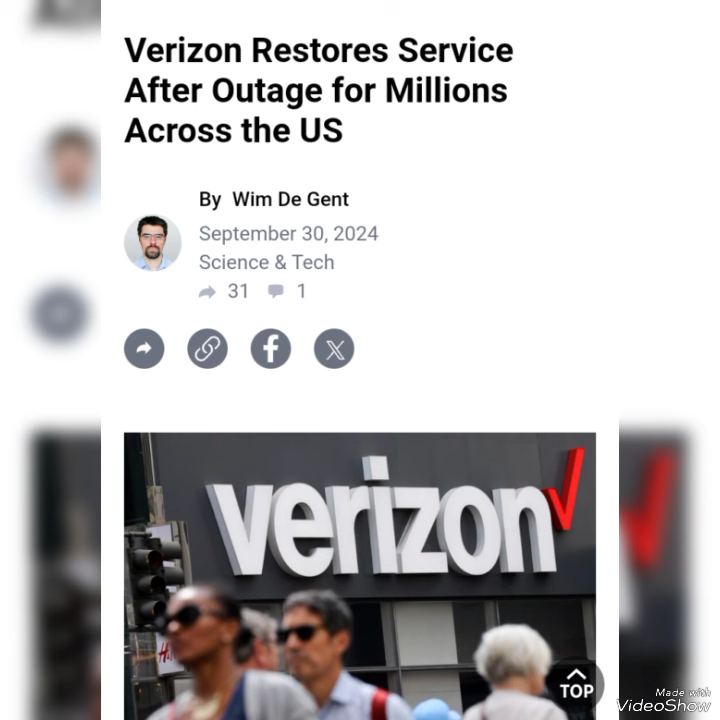 Verizon Restores Service
After Outage for Millions
Across the US
By Wim De Gent
September 30, 2024
Science & Tech
31 1
verizon
TOP
Made with
VideoShow